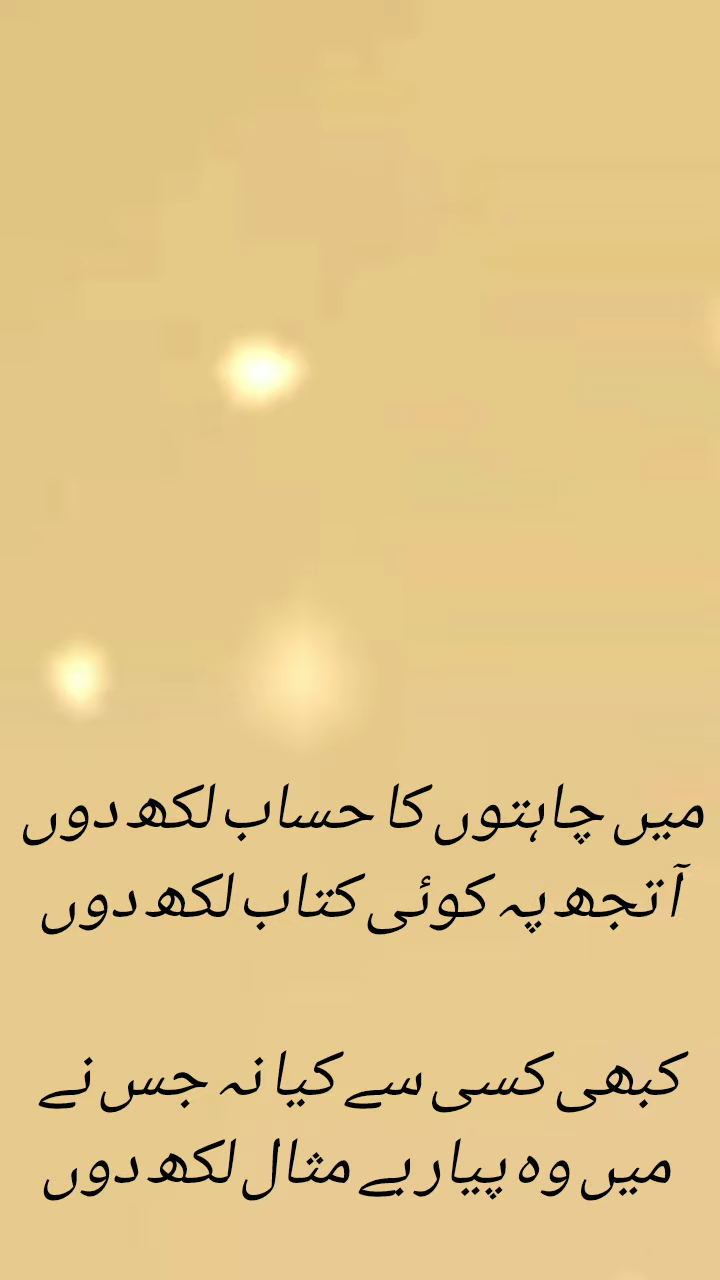 میں چاہتوں کا حساب لکھ دوں
آ تجھ پہ کوئی کتاب لکھ دوں
کبھی کسی سے کیا نہ جس نے
میں وہ پیار بے مثال لکھ دوں